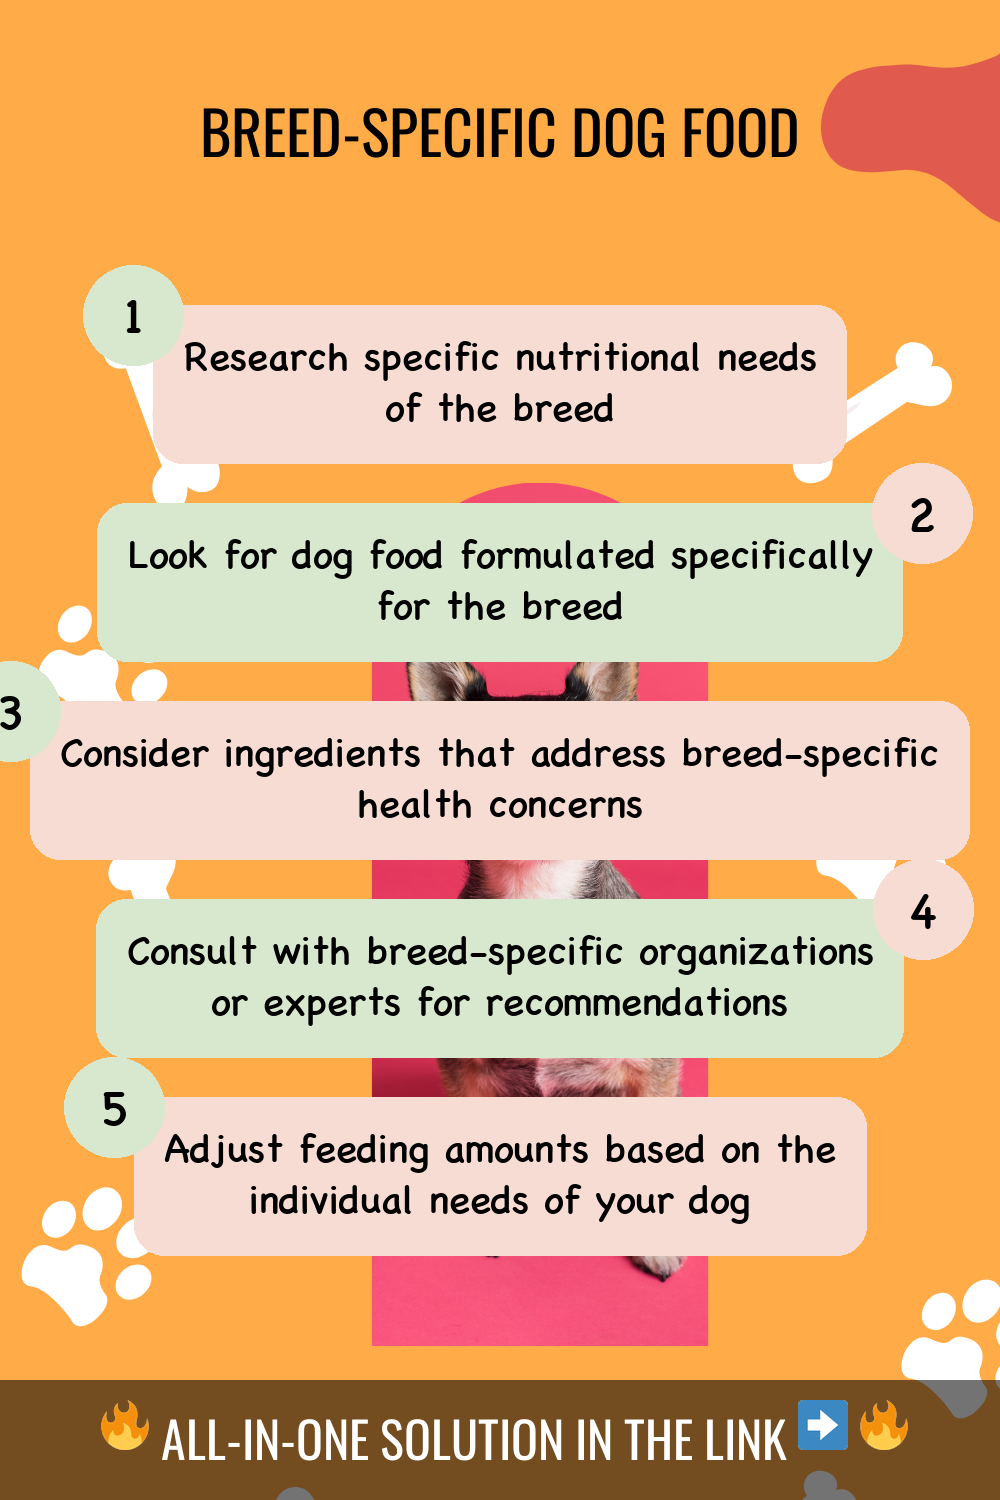 BREED-SPECIFIC DOG FOOD
1
Research specific nutritional needs
of the breed
2
Look for dog food formulated specifically
for the breed
3
Consider ingredients that address breed-specific
health concerns
4
Consult with breed-specific organizations
or experts for recommendations
5
Adjust feeding amounts based on the
individual needs of your dog
🔥 ALL-IN-ONE SOLUTION IN THE LINK ➡️ 🔥